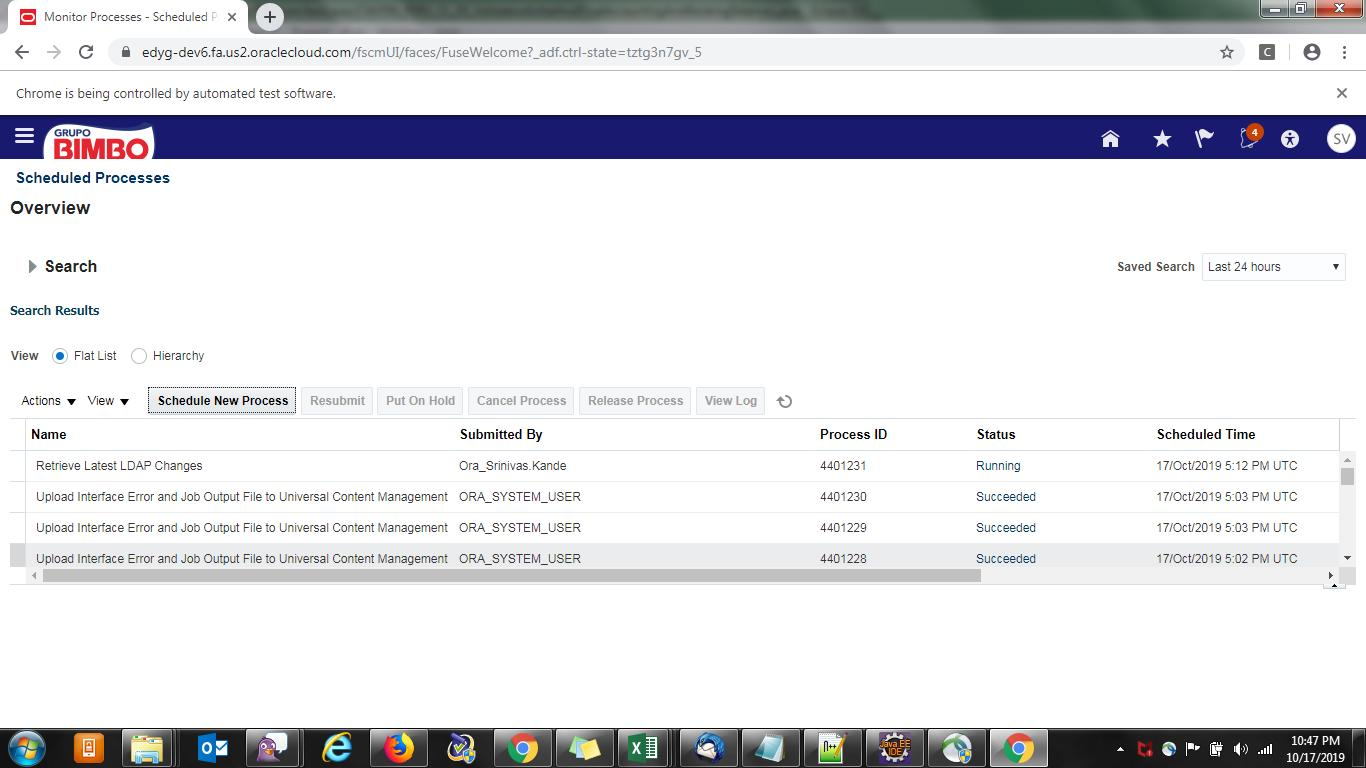 Monitor Processes - Scheduled P
edyg-dev6.fa.us2.oraclecloud.com/fscmUI/faces/FuseWelcome?_adf.ctrl-state=tztg3n7gv_5
C
Chrome is being controlled by automated test software.
GRUPO
BIMBO
4
SV
Scheduled Processes
Overview
Search
Saved Search Last 24 hours
Search Results
View Flat List Hierarchy
Actions View Schedule New Process Resubmit Put On Hold Cancel Process Release Process View Log
Name Submitted By Process ID Status Scheduled Time
Retrieve Latest LDAP Changes Ora_Srinivas.Kande 4401231 Running 17/Oct/2019 5:12 PM UTC
Upload Interface Error and Job Output File to Universal Content Management ORA_SYSTEM_USER 4401230 Succeeded 17/Oct/2019 5:03 PM UTC
Upload Interface Error and Job Output File to Universal Content Management ORA_SYSTEM_USER 4401229 Succeeded 17/Oct/2019 5:03 PM UTC
Upload Interface Error and Job Output File to Universal Content Management ORA_SYSTEM_USER 4401228 Succeeded 17/Oct/2019 5:02 PM UTC
Java EE
IDE
10:47 PM
10/17/2019